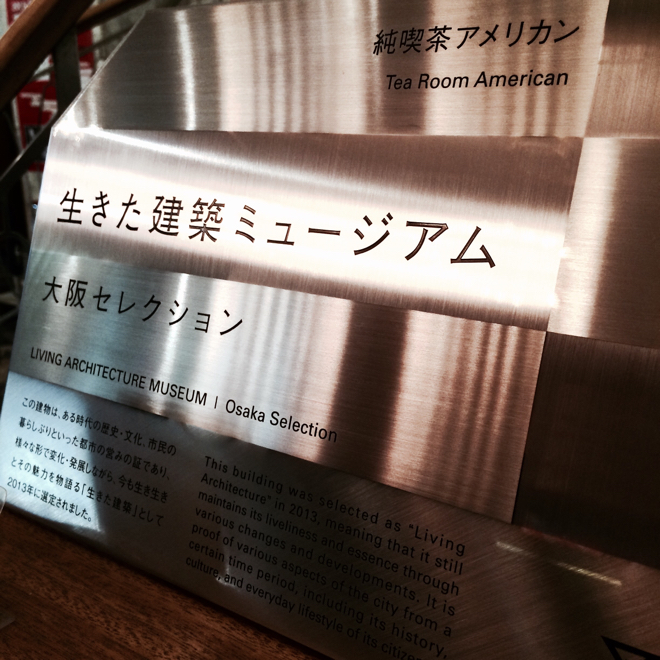 純喫茶アメリカン
Tea Room American
生きた建築ミュージアム
大阪セレクション
LIVING ARCHITECTURE MUSEUM | Osaka Selection
この建物は、ある時代の歴史・文化、市民の
暮らしぶりといった都市の営みの証であり、
様々な形で変化・発展しながら、今も生き生き
とその魅力を物語る「生きた建築」として
2013年に選定されました。
This building was selected as "Living
Architecture" in 2013, meaning that it still
maintains its liveliness and essence through
various changes and developments. It is
proof of various aspects of the city from a
certain time period, including its history,
culture, and everyday lifestyle of its